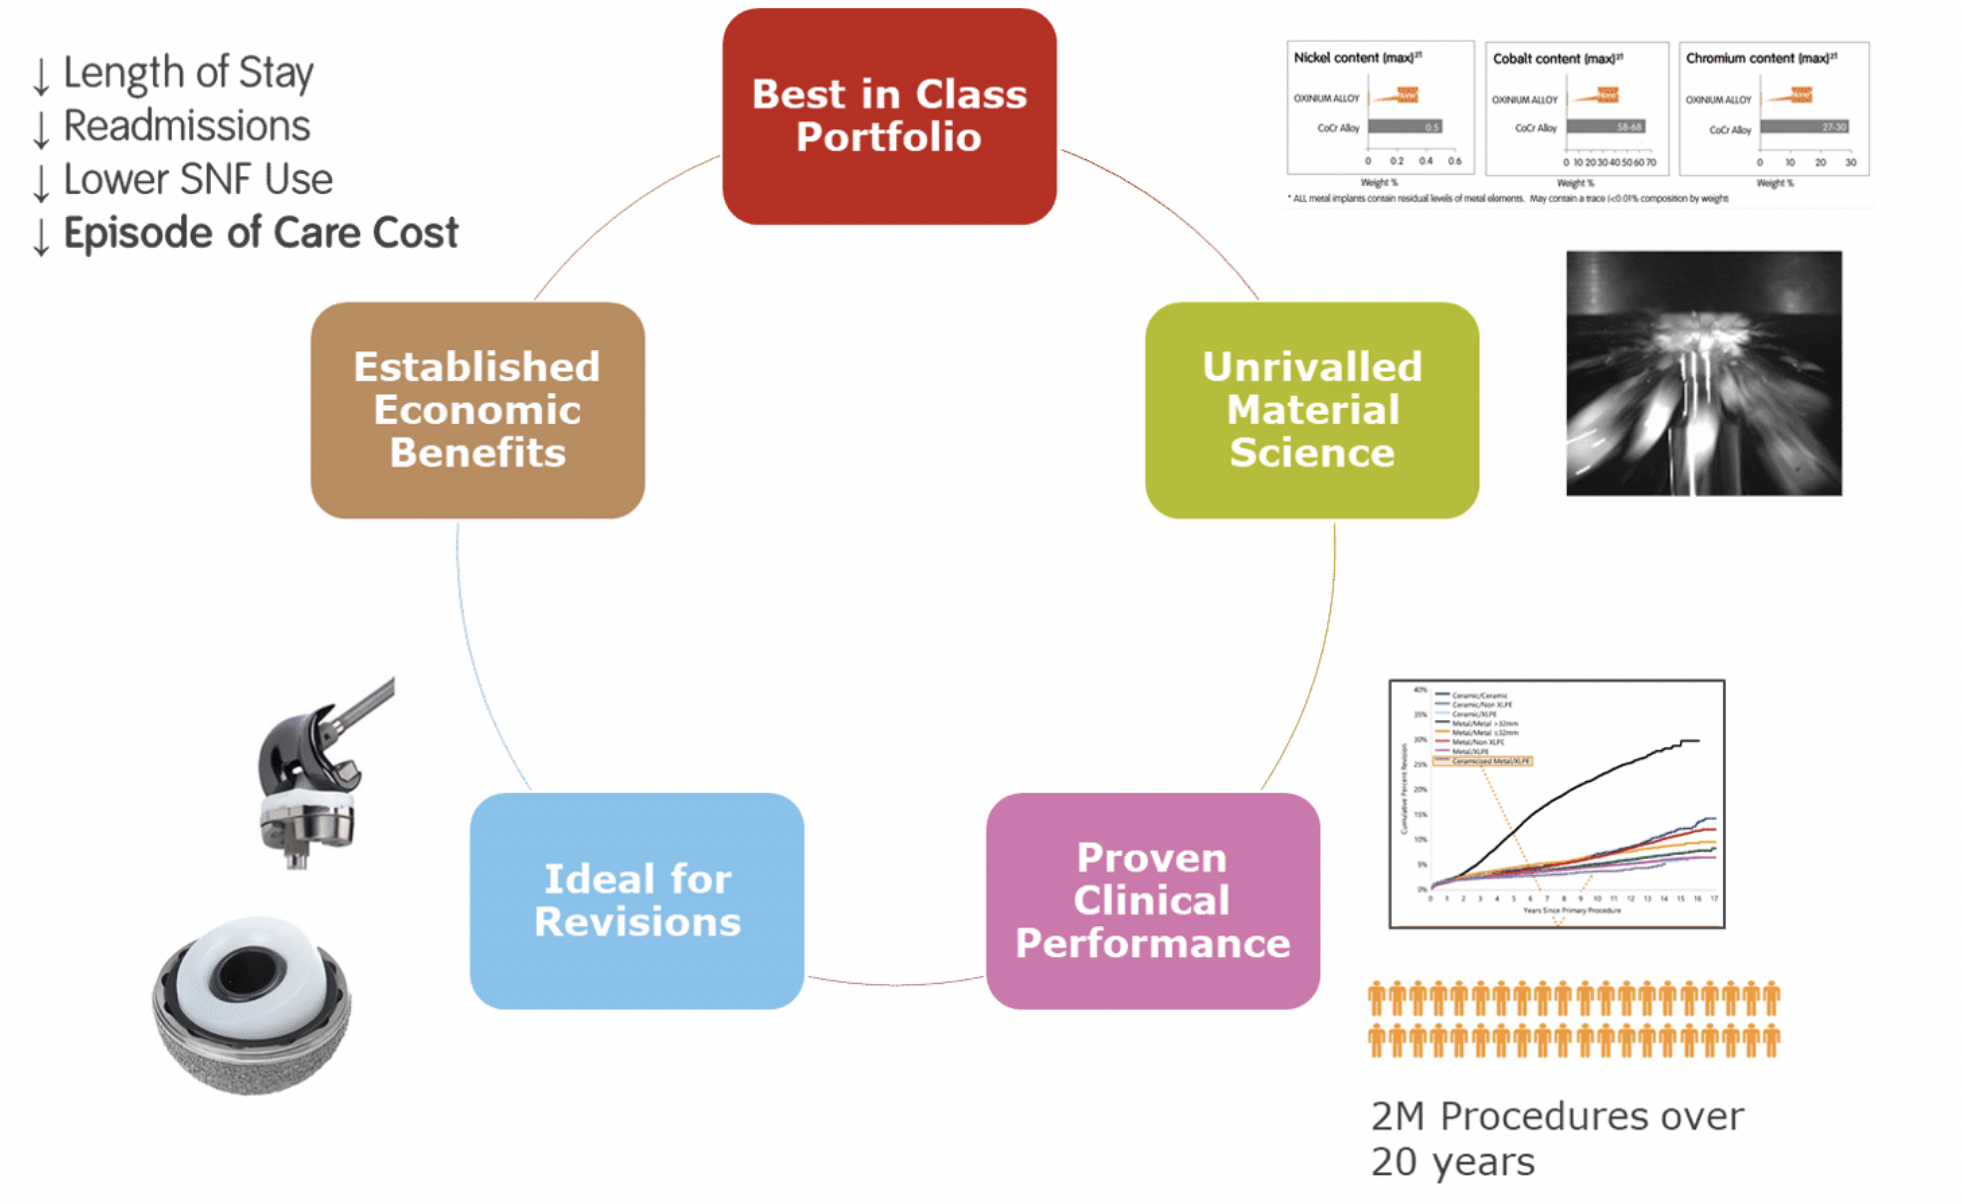 ↓ Length of Stay
↓ Readmissions
↓ Lower SNF Use
↓ Episode of Care Cost
Best in Class
Portfolio
Nickel content (max)²¹
OXINIUM ALLOY
None*
CoCr Alloy
0.5
0 0.2 0.4 0.6
Weight %
Cobalt content (max)²¹
OXINIUM ALLOY
None*
CoCr Alloy
58-68
0 10 20 30 40 50 60 70
Weight %
Chromium content (max)²¹
OXINIUM ALLOY
None*
CoCr Alloy
27-30
0 10 20 30
Weight %
* ALL metal implants contain residual levels of metal elements. May contain a trace (<0.01% composition by weight)
Established
Economic
Benefits
Unrivalled
Material
Science
Ideal for
Revisions
Proven
Clinical
Performance
Cumulative Percent Revision
40%
35%
30%
25%
20%
15%
10%
5%
0%
Ceramic/Ceramic
Ceramic/Non XLPE
Ceramic/XLPE
Metal/Metal >32mm
Metal/Metal ≤32mm
Metal/Non XLPE
Metal/XLPE
Ceramicised Metal/XLPE
0 1 2 3 4 5 6 7 8 9 10 11 12 13 14 15 16 17
Years Since Primary Procedure
2M Procedures over
20 years